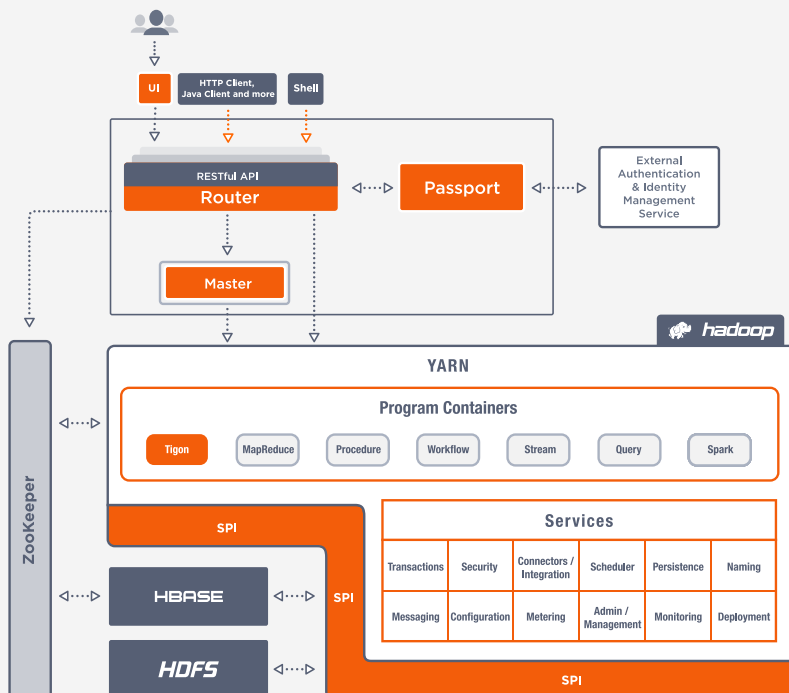 UI
HTTP Client,
Java Client and more
Shell
RESTful API
Router
Passport
External
Authentication
& Identity
Management
Service
Master
hadoop
YARN
Program Containers
Tigon
MapReduce
Procedure
Workflow
Stream
Query
Spark
ZooKeeper
SPI
Services
Transactions
Security
Connectors /
Integration
Scheduler
Persistence
Naming
Messaging
Configuration
Metering
Admin /
Management
Monitoring
Deployment
HBASE
SPI
HDFS
SPI